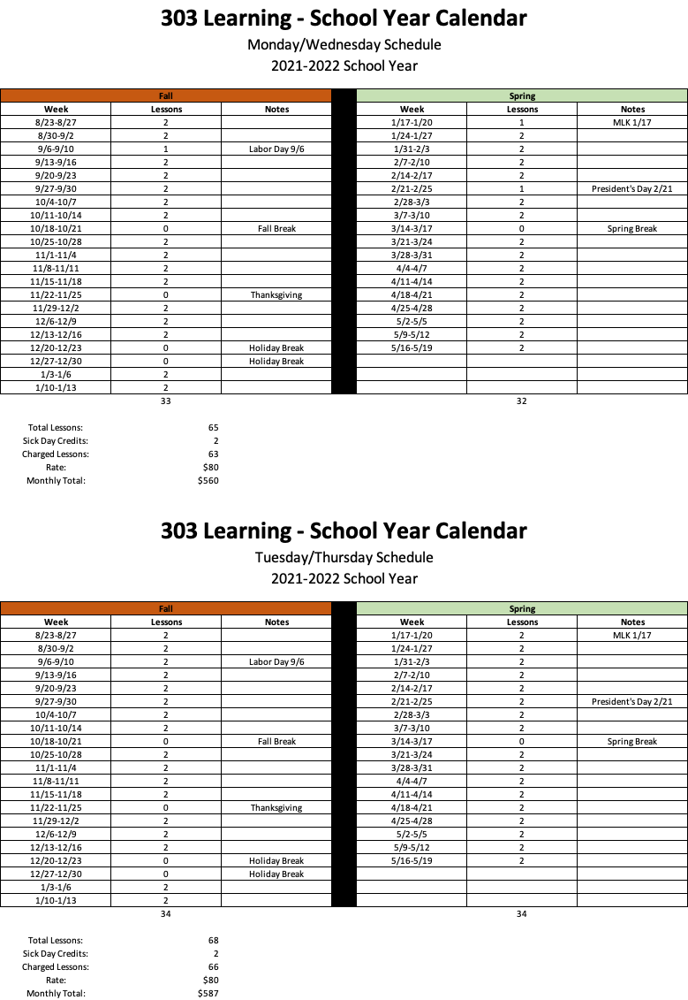 303 Learning - School Year Calendar
Monday/Wednesday Schedule
2021-2022 School Year
Fall Spring
Week Lessons Notes Week Lessons Notes
8/23-8/27 2 1/17-1/20 1 MLK 1/17
8/30-9/2 2 1/24-1/27 2
9/6-9/10 1 Labor Day 9/6 1/31-2/3 2
9/13-9/16 2 2/7-2/10 2
9/20-9/23 2 2/14-2/17 2
9/27-9/30 2 2/21-2/25 1 President's Day 2/21
10/4-10/7 2 2/28-3/3 2
10/11-10/14 2 3/7-3/10 2
10/18-10/21 0 Fall Break 3/14-3/17 0 Spring Break
10/25-10/28 2 3/21-3/24 2
11/1-11/4 2 3/28-3/31 2
11/8-11/11 2 4/4-4/7 2
11/15-11/18 2 4/11-4/14 2
11/22-11/25 0 Thanksgiving 4/18-4/21 2
11/29-12/2 2 4/25-4/28 2
12/6-12/9 2 5/2-5/5 2
12/13-12/16 2 5/9-5/12 2
12/20-12/23 0 Holiday Break 5/16-5/19 2
12/27-12/30 0 Holiday Break
1/3-1/6 2
1/10-1/13 2
33 32
Total Lessons: 65
Sick Day Credits: 2
Charged Lessons: 63
Rate: $80
Monthly Total: $560
303 Learning - School Year Calendar
Tuesday/Thursday Schedule
2021-2022 School Year
Fall Spring
Week Lessons Notes Week Lessons Notes
8/23-8/27 2 1/17-1/20 2 MLK 1/17
8/30-9/2 2 1/24-1/27 2
9/6-9/10 2 Labor Day 9/6 1/31-2/3 2
9/13-9/16 2 2/7-2/10 2
9/20-9/23 2 2/14-2/17 2
9/27-9/30 2 2/21-2/25 2 President's Day 2/21
10/4-10/7 2 2/28-3/3 2
10/11-10/14 2 3/7-3/10 2
10/18-10/21 0 Fall Break 3/14-3/17 0 Spring Break
10/25-10/28 2 3/21-3/24 2
11/1-11/4 2 3/28-3/31 2
11/8-11/11 2 4/4-4/7 2
11/15-11/18 2 4/11-4/14 2
11/22-11/25 0 Thanksgiving 4/18-4/21 2
11/29-12/2 2 4/25-4/28 2
12/6-12/9 2 5/2-5/5 2
12/13-12/16 2 5/9-5/12 2
12/20-12/23 0 Holiday Break 5/16-5/19 2
12/27-12/30 0 Holiday Break
1/3-1/6 2
1/10-1/13 2
34 34
Total Lessons: 68
Sick Day Credits: 2
Charged Lessons: 66
Rate: $80
Monthly Total: $587